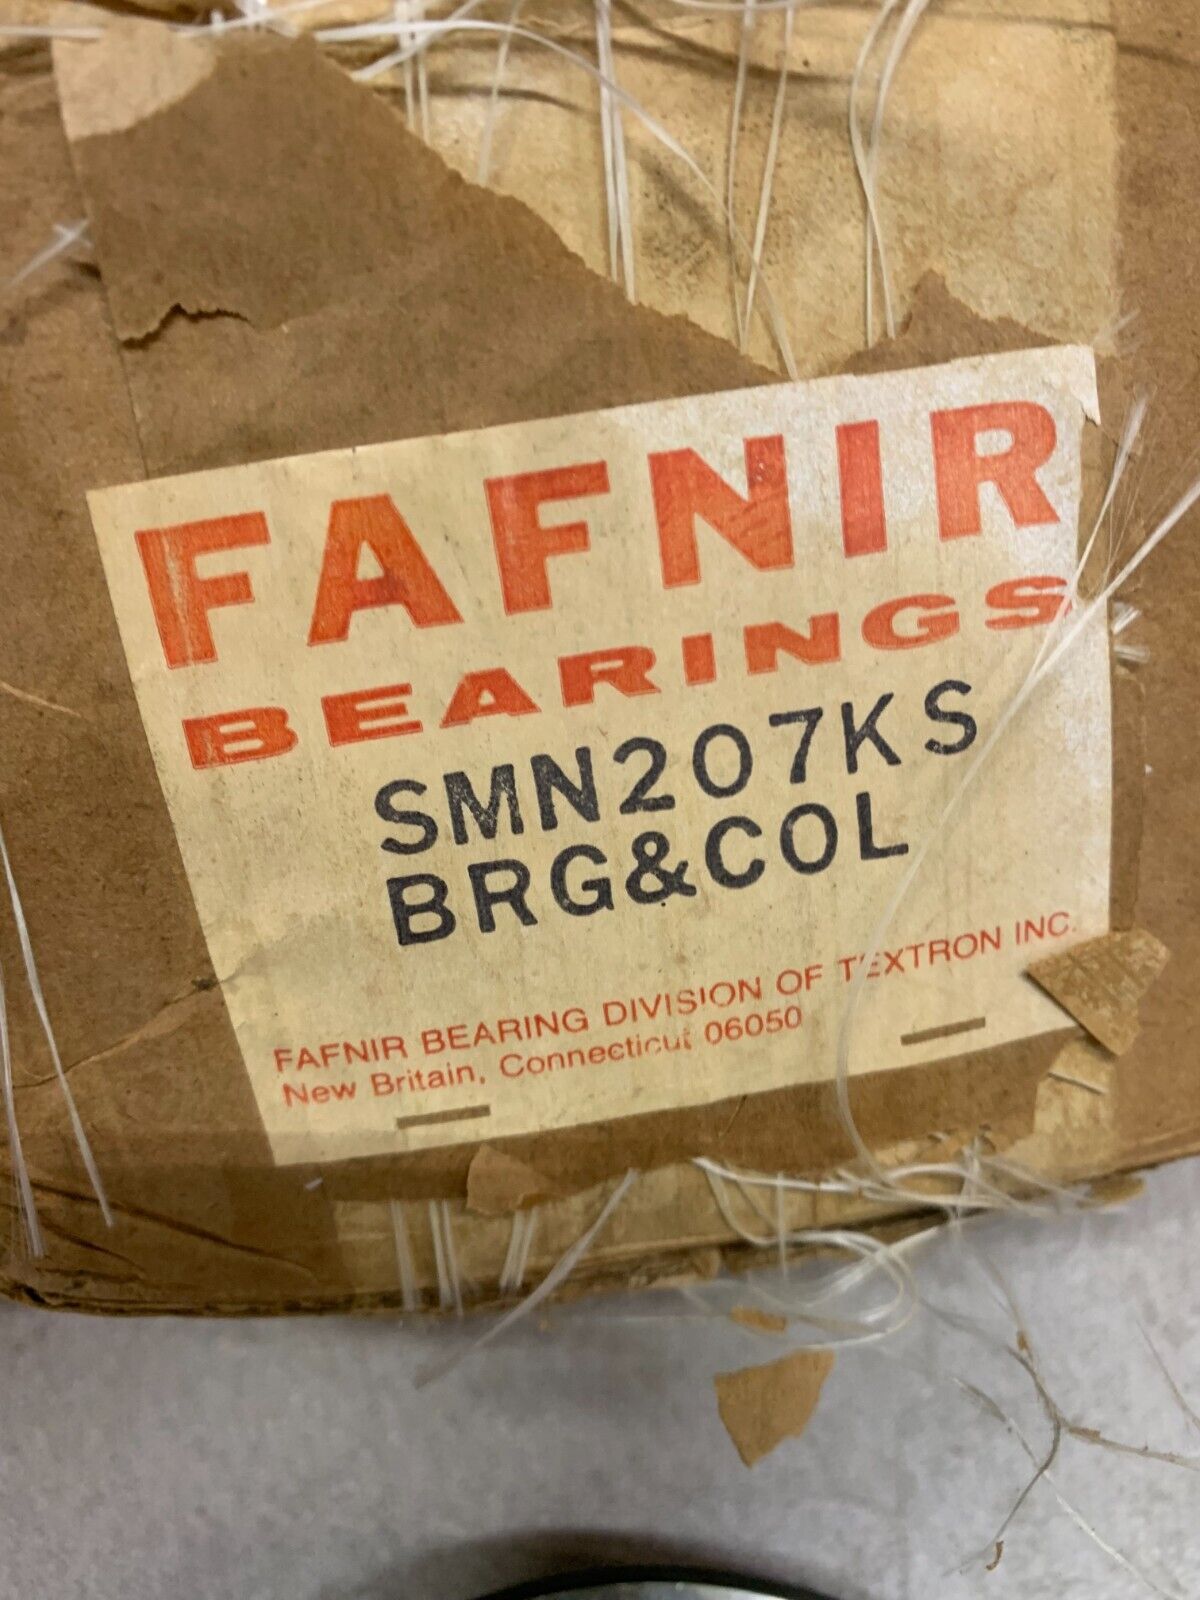 FAFNIR
BEARINGS
SMN207KS
BRG&COL
FAFNIR BEARING DIVISION OF TEXTRON INC.
New Britain, Connecticut 06050